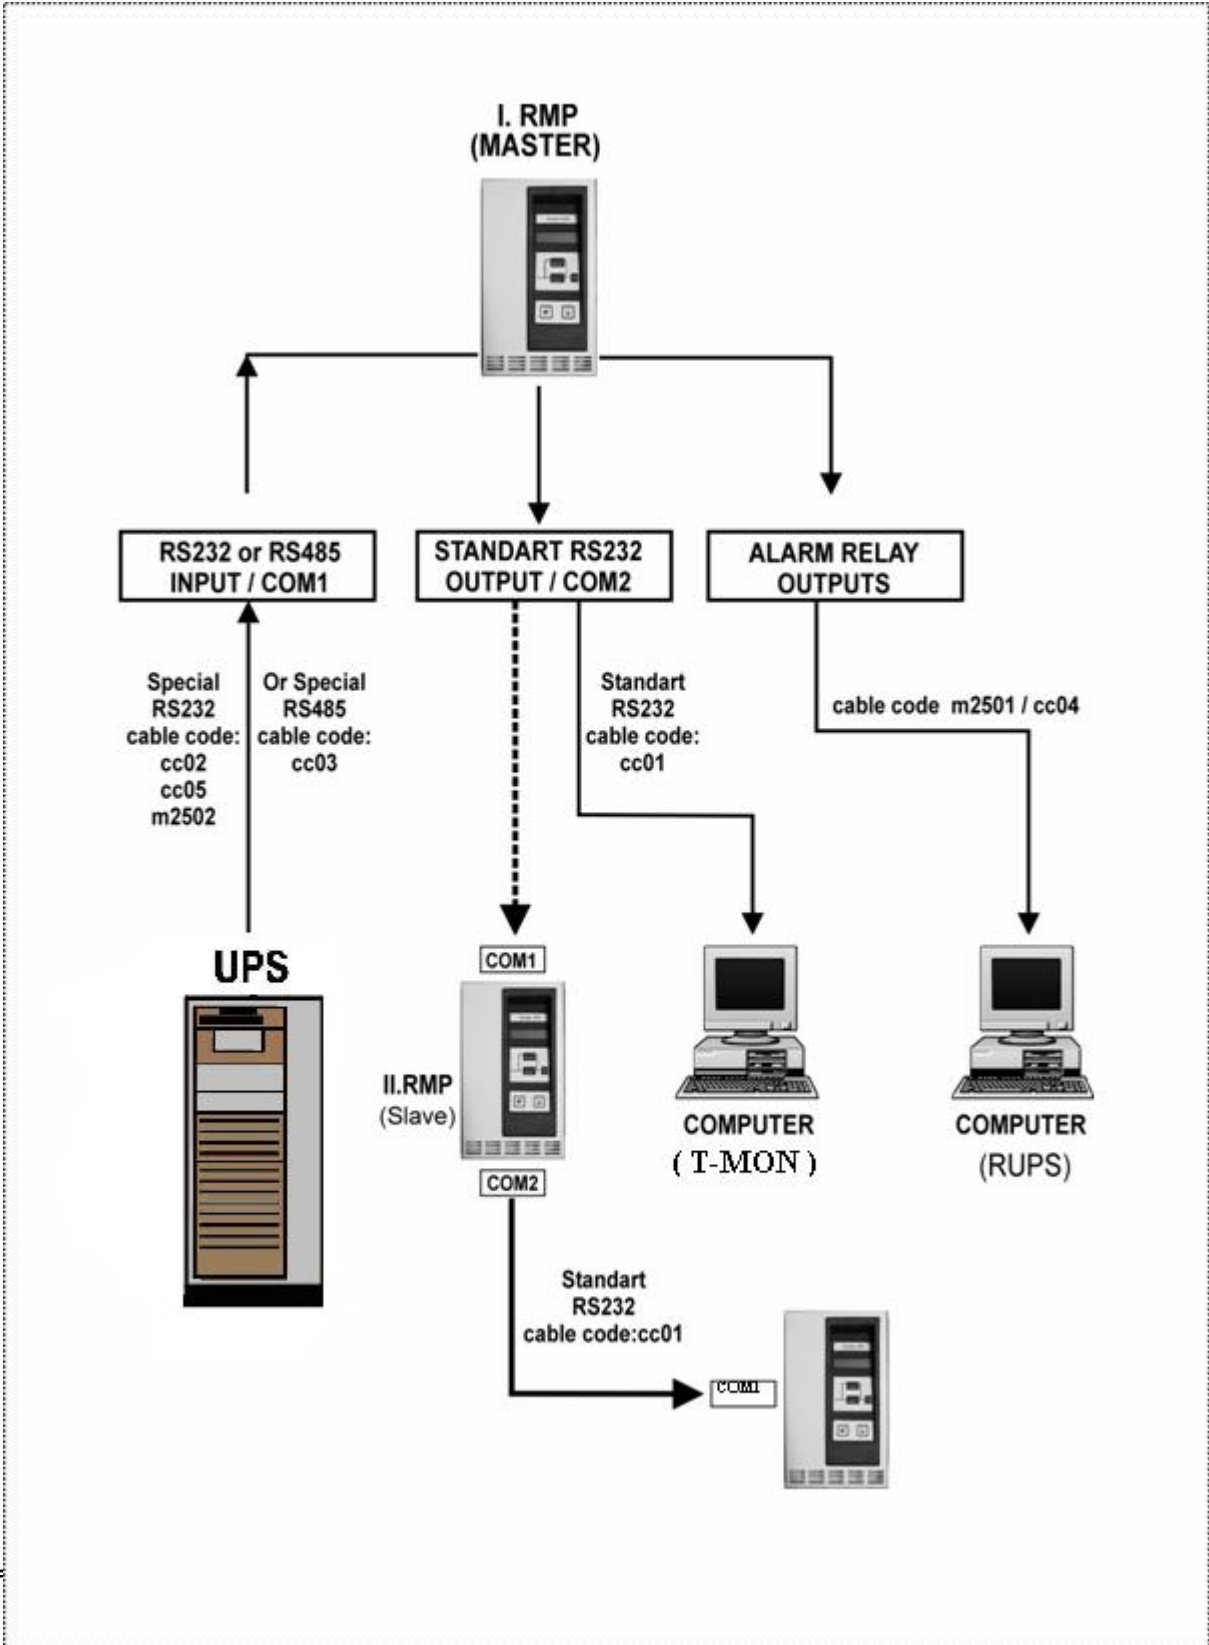 I. RMP
(MASTER)
RS232 or RS485
INPUT / COM1
STANDART RS232
OUTPUT / COM2
ALARM RELAY
OUTPUTS
Special
RS232
cable code:
cc02
cc05
m2502
Or Special
RS485
cable code:
cc03
Standart
RS232
cable code:
cc01
cable code m2501 / cc04
UPS
COM1
II.RMP
(Slave)
COM2
COMPUTER
( T-MON )
COMPUTER
(RUPS)
Standart
RS232
cable code:cc01
COM1